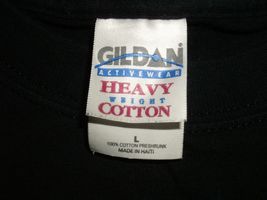 GILDAN
ACTIVEWEAR
HEAVY
WEIGHT
COTTON
L
100% COTTON PRESHRUNK
MADE IN HAITI